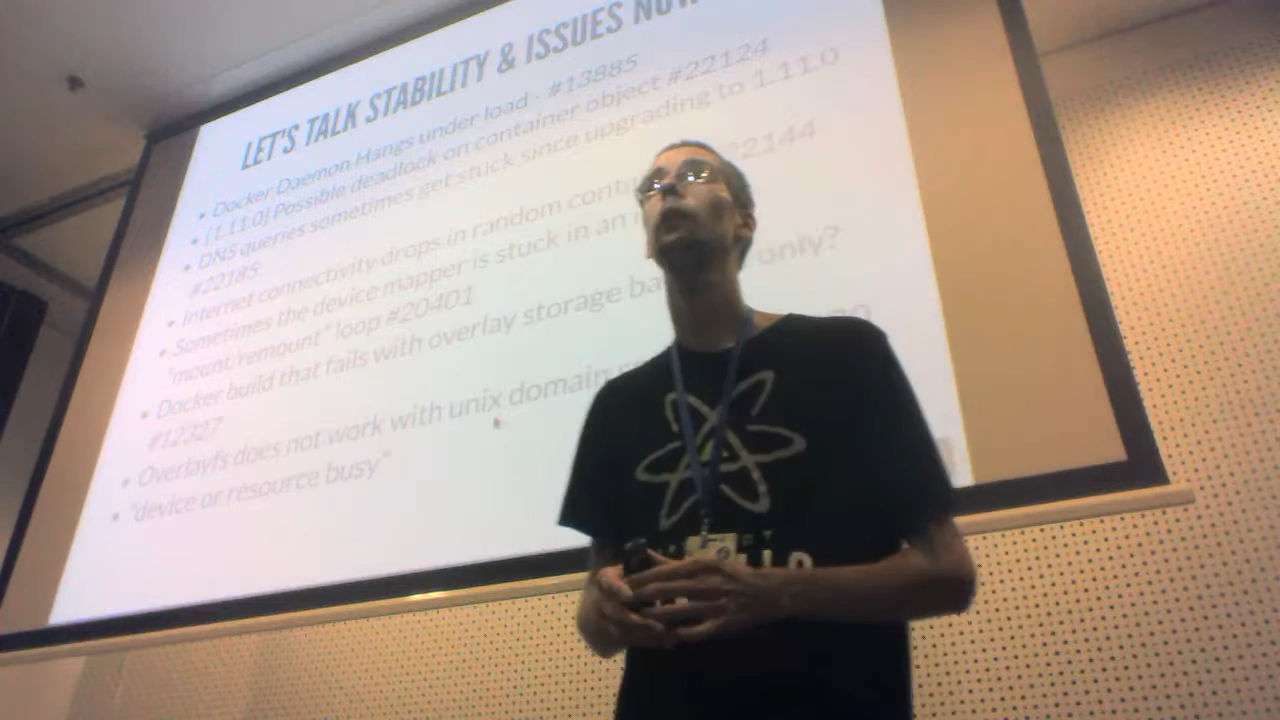 LET'S TALK STABILITY & ISSUES NOW
• Docker Daemon Hangs under load - #13885
• [1.11.0] Possible deadlock on container object #22124
• DNS queries sometimes get stuck since upgrading to 1.11.0
#22185
• Internet connectivity drops in random 22144
• Sometimes the device mapper is stuck in an
"mount/remount" loop #20401
• Docker build that fails with overlay storage only?
#12327
• Overlayfs does not work with unix domain
• "device or resource busy"